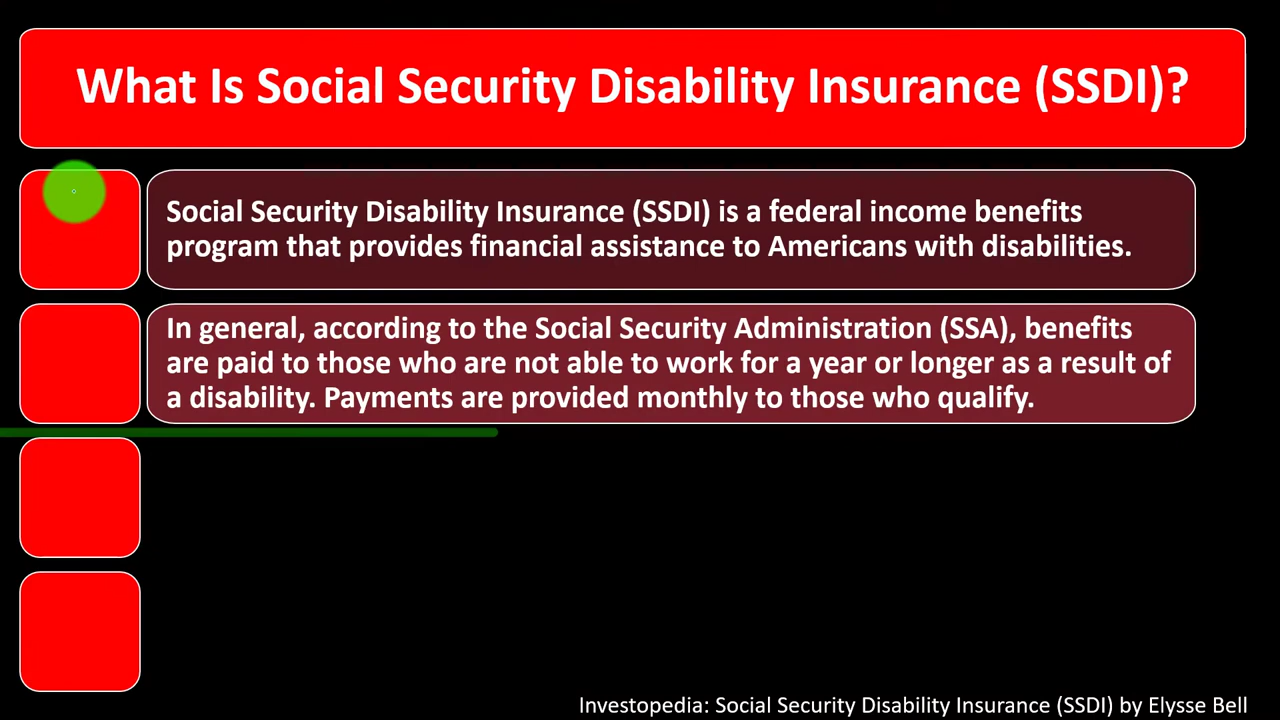 What Is Social Security Disability Insurance (SSDI)?
Social Security Disability Insurance (SSDI) is a federal income benefits
program that provides financial assistance to Americans with disabilities.
In general, according to the Social Security Administration (SSA), benefits
are paid to those who are not able to work for a year or longer as a result of
a disability. Payments are provided monthly to those who qualify.
Investopedia: Social Security Disability Insurance (SSDI) by Elysse Bell